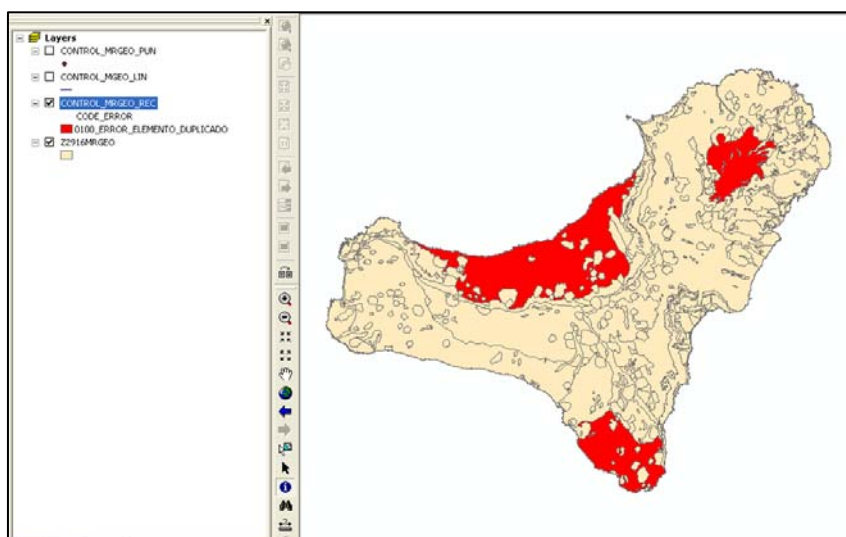 Layers
CONTROL_MRGEO_PUN
CONTROL_MGEO_LIN
CONTROL_MRGEO_REC
CODE_ERROR
0100_ERROR_ELEMENTO_DUPLICADO
Z2916MRGEO